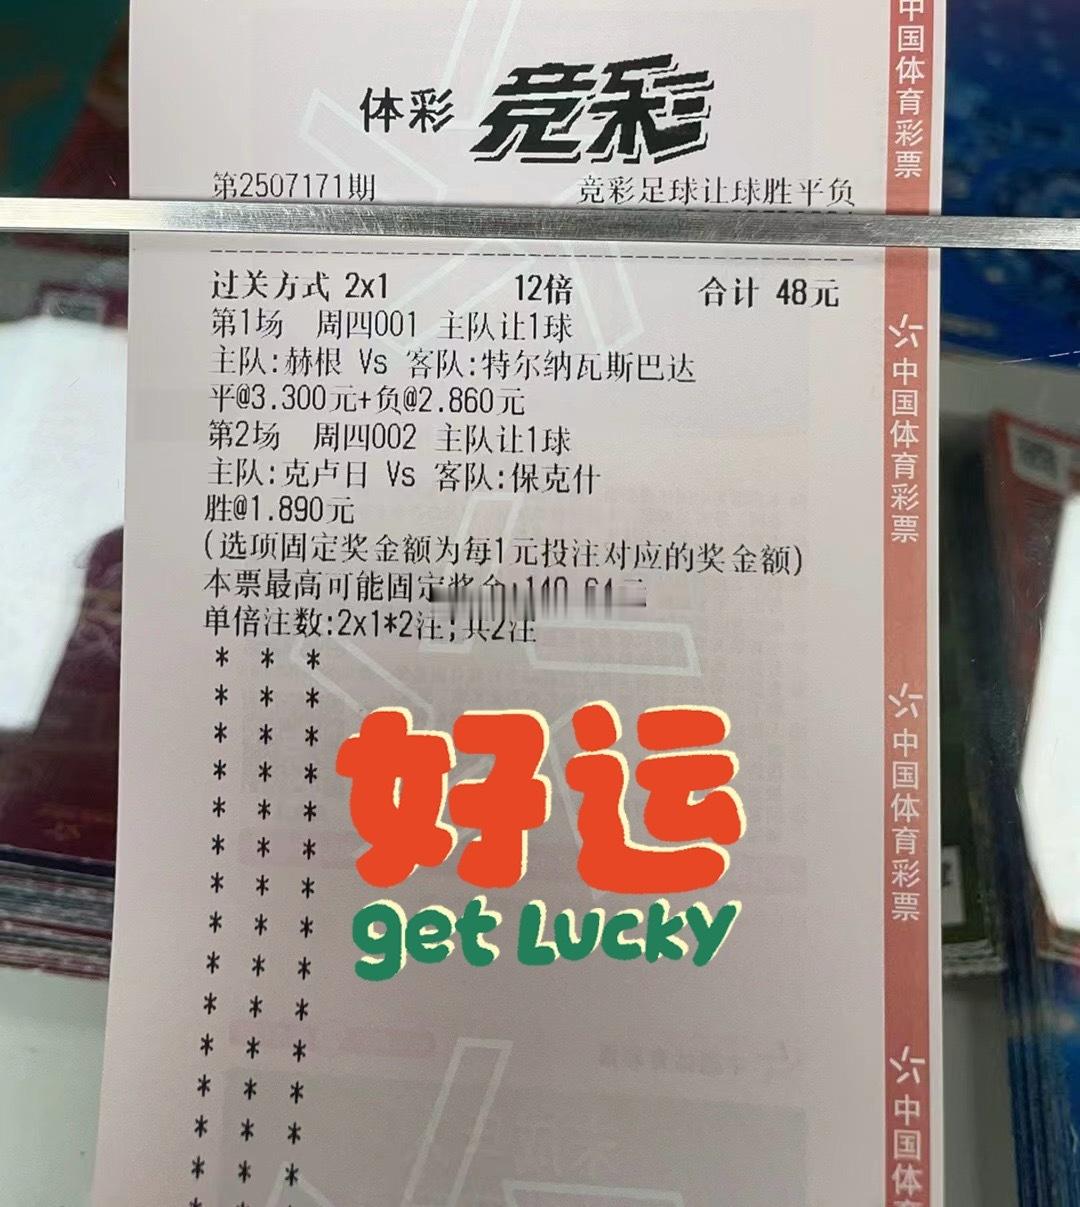 体彩 竞彩
第2507171期 竞彩足球让球胜平负
过关方式 2x1 12倍 合计 48元
第1场 周四001 主队让1球
主队:赫根 Vs 客队:特尔纳瓦斯巴达
平@3.300元+负@2.860元
第2场 周四002 主队让1球
主队:克卢日 Vs 客队:保克什
胜@1.890元
(选项固定奖金额为每1元投注对应的奖金额)
本票最高可能固定奖金
单倍注数:2x1*2注;共2注
好运
get Lucky
中国体育彩票
中国体育彩票
中国体育彩票
中国体